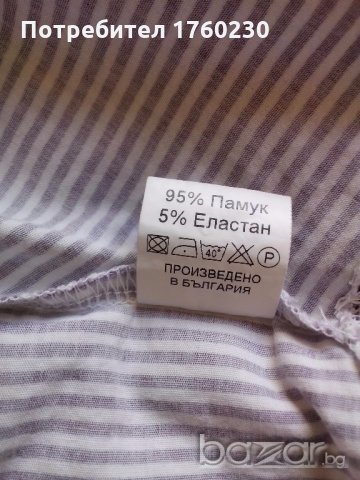 Потребител 1760230
95% Памук
5% Еластан
40°
P
ПРОИЗВЕДЕНО
В БЪЛГАРИЯ
bazar.bg